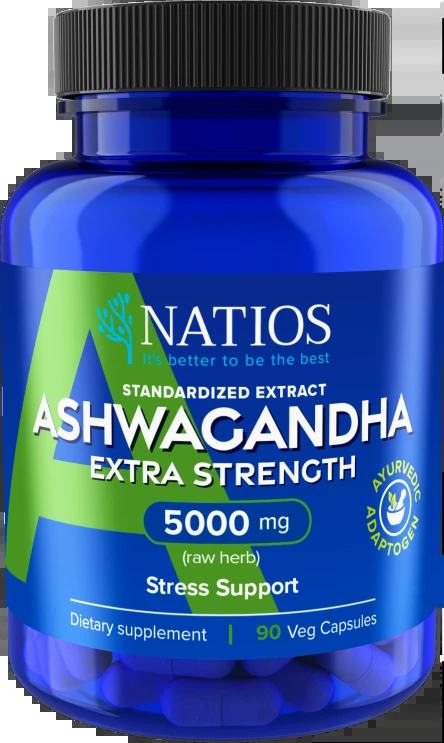 NATIOS
It's better to be the best
STANDARDIZED EXTRACT
ASHWAGANDHA
EXTRA STRENGTH
5000 mg
(raw herb)
AYURVEDIC
ADAPTOGEN
Stress Support
Dietary supplement | 90 Veg Capsules